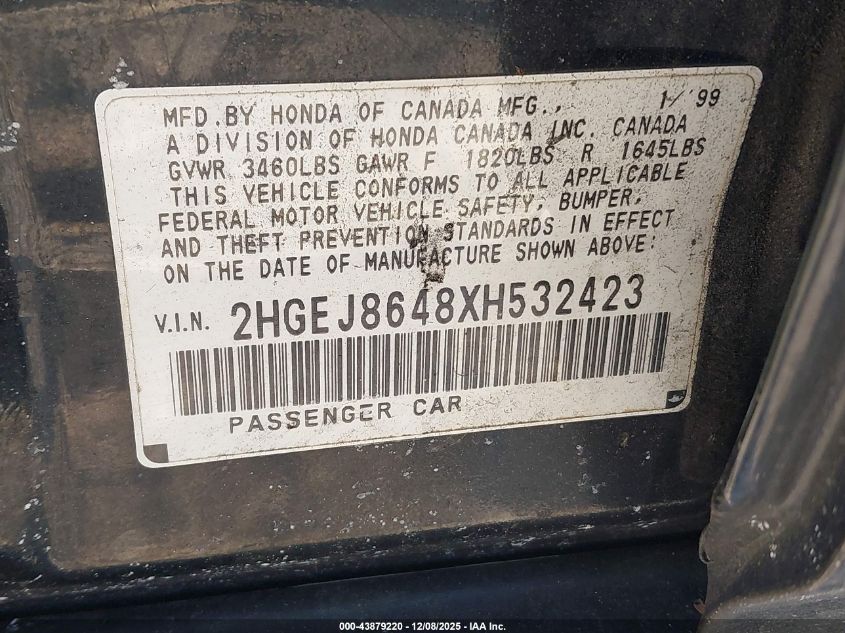 MFD.BY HONDA OF CANADA MFG., 1/'99
A DIVISION OF HONDA CANADA INC. CANADA
GVWR 3460LBS GAWR F 1820LBS R 1645LBS
THIS VEHICLE CONFORMS TO ALL APPLICABLE
FEDERAL MOTOR VEHICLE SAFETY, BUMPER,
AND THEFT PREVENTION STANDARDS IN EFFECT
ON THE DATE OF MANUFACTURE SHOWN ABOVE:
V.I.N. 2HGEJ8648XH532423
PASSENGER CAR
000-43879220 - 12/08/2025 - IAA Inc.